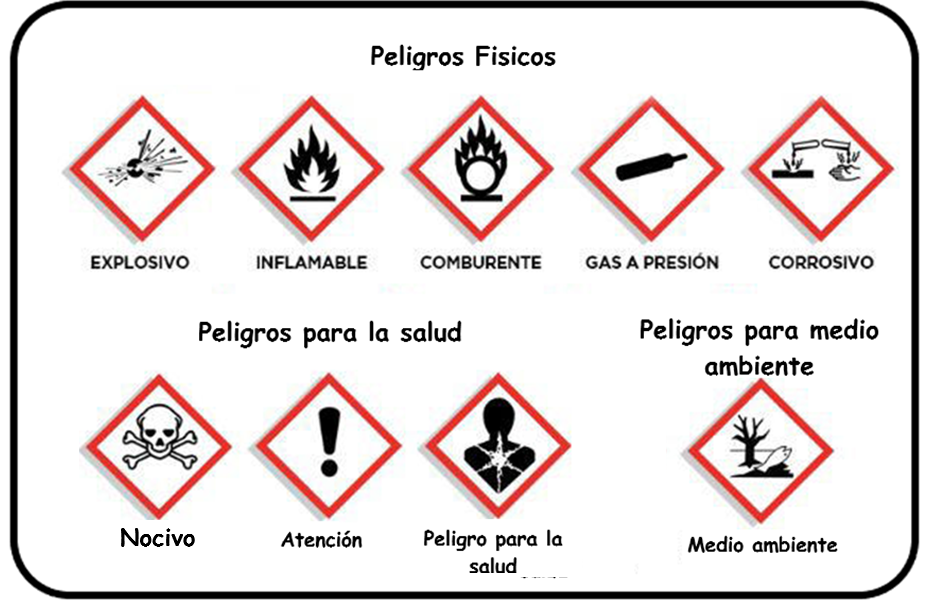 Peligros Fisicos
EXPLOSIVO
INFLAMABLE
COMBURENTE
GAS A PRESIÓN
CORROSIVO
Peligros para la salud
Peligros para medio
ambiente
Nocivo
Atención
Peligro para la
salud
Medio ambiente